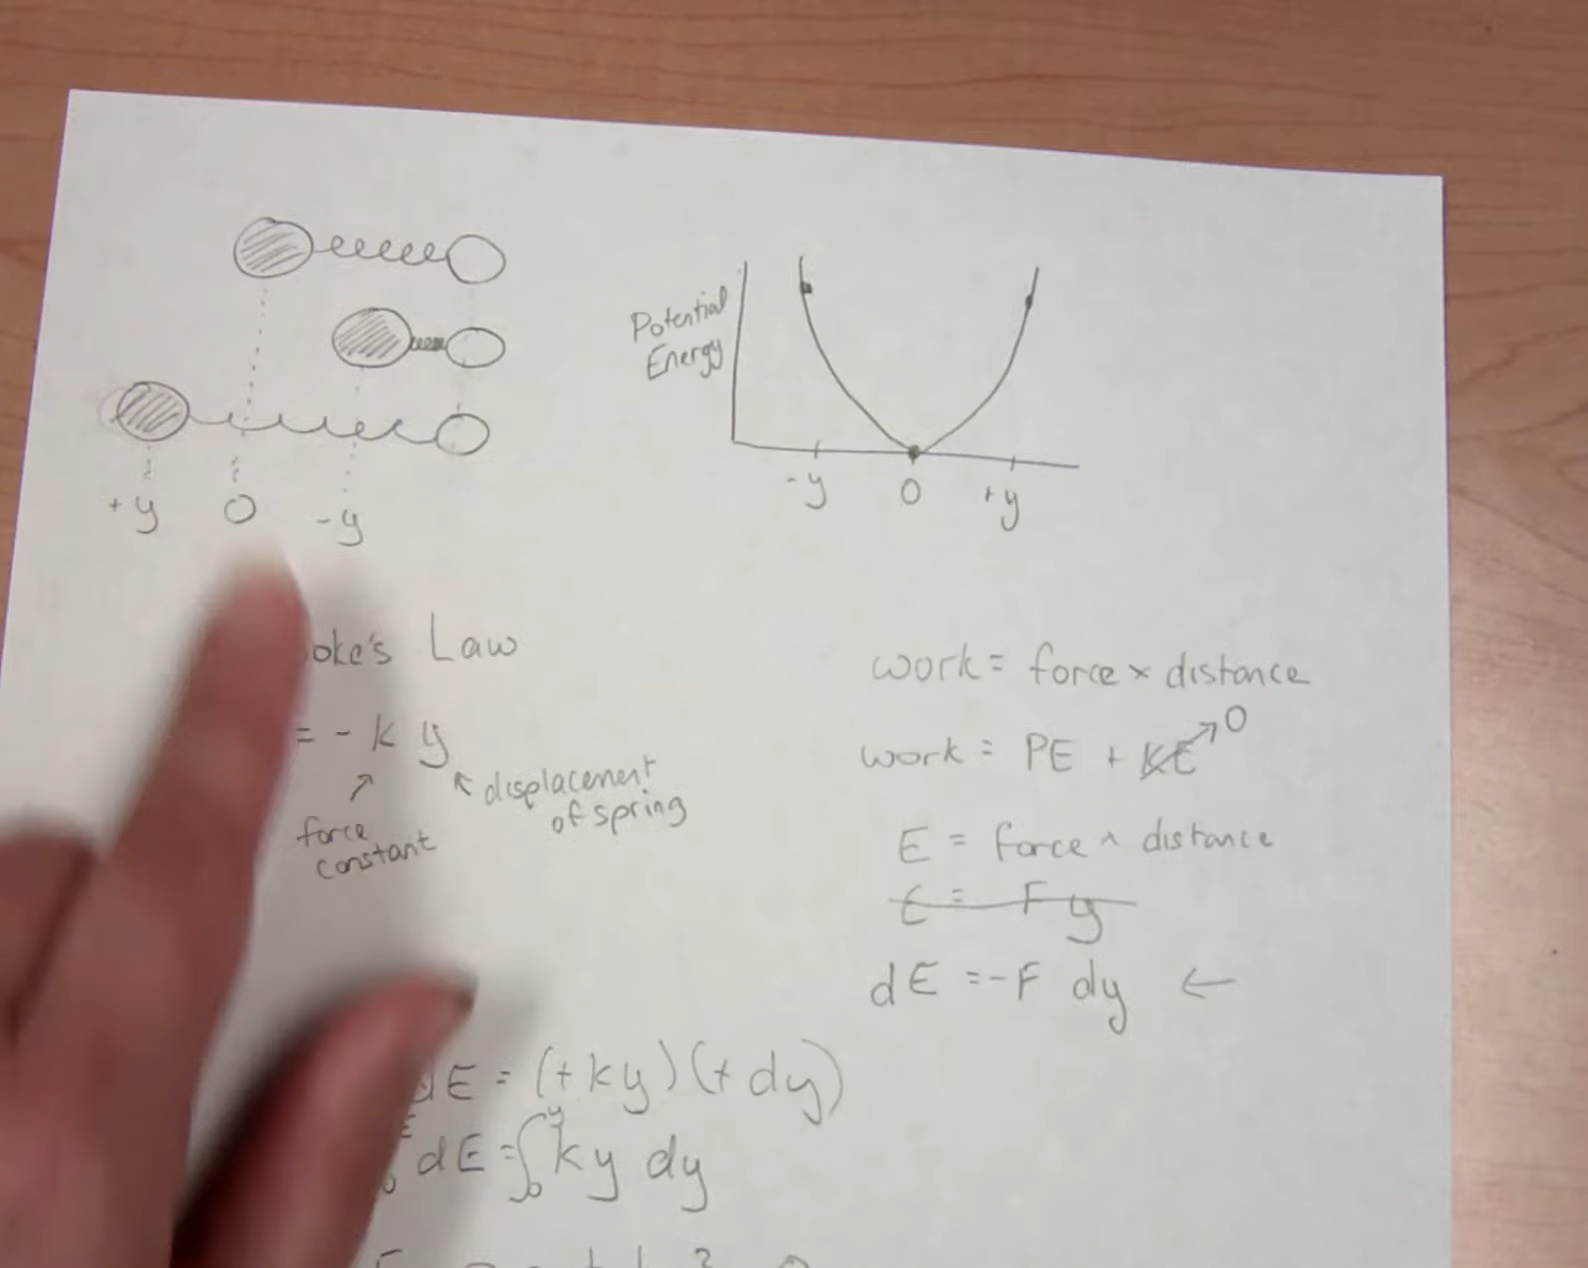 +y 0 -y
Potential
Energy
-y 0 +y
oke's Law
= - k y
force
constant
displacement
of spring
work = force × distance
work = PE + KE 0
E = force × distance
E = F y
dE = -F dy ←
dE = (+ky)(+dy)
dE = ∫₀^y ky dy